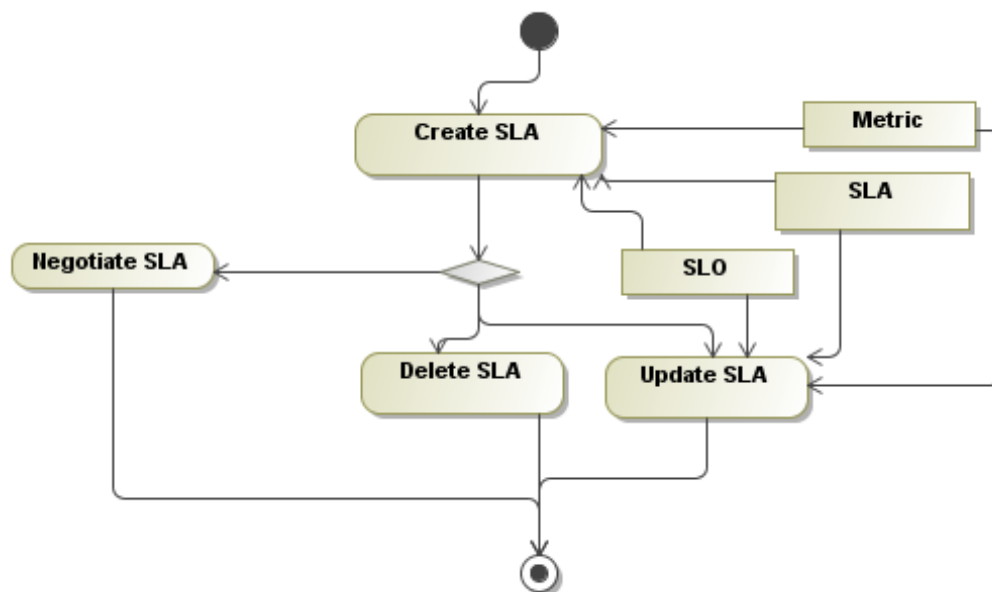 Create SLA
Metric
SLA
Negotiate SLA
SLO
Delete SLA
Update SLA